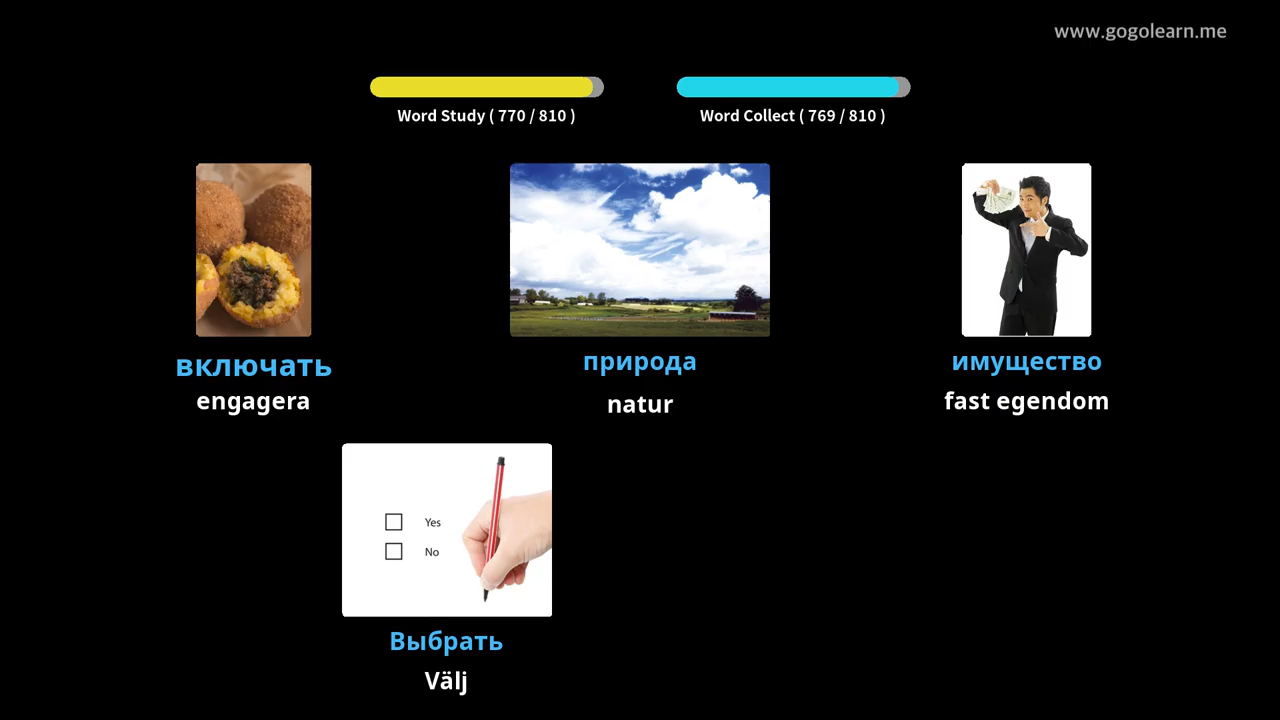 www.gogolearn.me
Word Study ( 770 / 810 )
Word Collect ( 769 / 810 )
включать
engagera
природа
natur
имущество
fast egendom
Yes
No
Выбрать
Välj